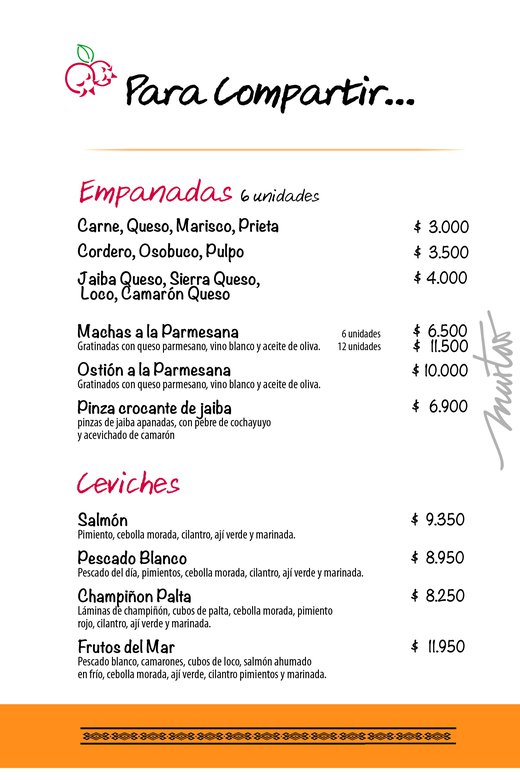 Para Compartir...
Empanadas 6 unidades
Carne, Queso, Marisco, Prieta $ 3.000
Cordero, Osobuco, Pulpo $ 3.500
Jaiba Queso, Sierra Queso, $ 4.000
Loco, Camarón Queso
Machas a la Parmesana 6 unidades $ 6.500
Gratinadas con queso parmesano, vino blanco y aceite de oliva. 12 unidades $ 11.500
Ostión a la Parmesana $ 10.000
Gratinados con queso parmesano, vino blanco y aceite de oliva.
Pinza crocante de jaiba $ 6.900
pinzas de jaiba apanadas, con pebre de cochayuyo
y acevichado de camarón
murtao
Ceviches
Salmón $ 9.350
Pimiento, cebolla morada, cilantro, ají verde y marinada.
Pescado Blanco $ 8.950
Pescado del día, pimientos, cebolla morada, cilantro, ají verde y marinada.
Champiñon Palta $ 8.250
Láminas de champiñón, cubos de palta, cebolla morada, pimiento
rojo, cilantro, ají verde y marinada.
Frutos del Mar $ 11.950
Pescado blanco, camarones, cubos de loco, salmón ahumado
en frío, cebolla morada, ají verde, cilantro pimientos y marinada.